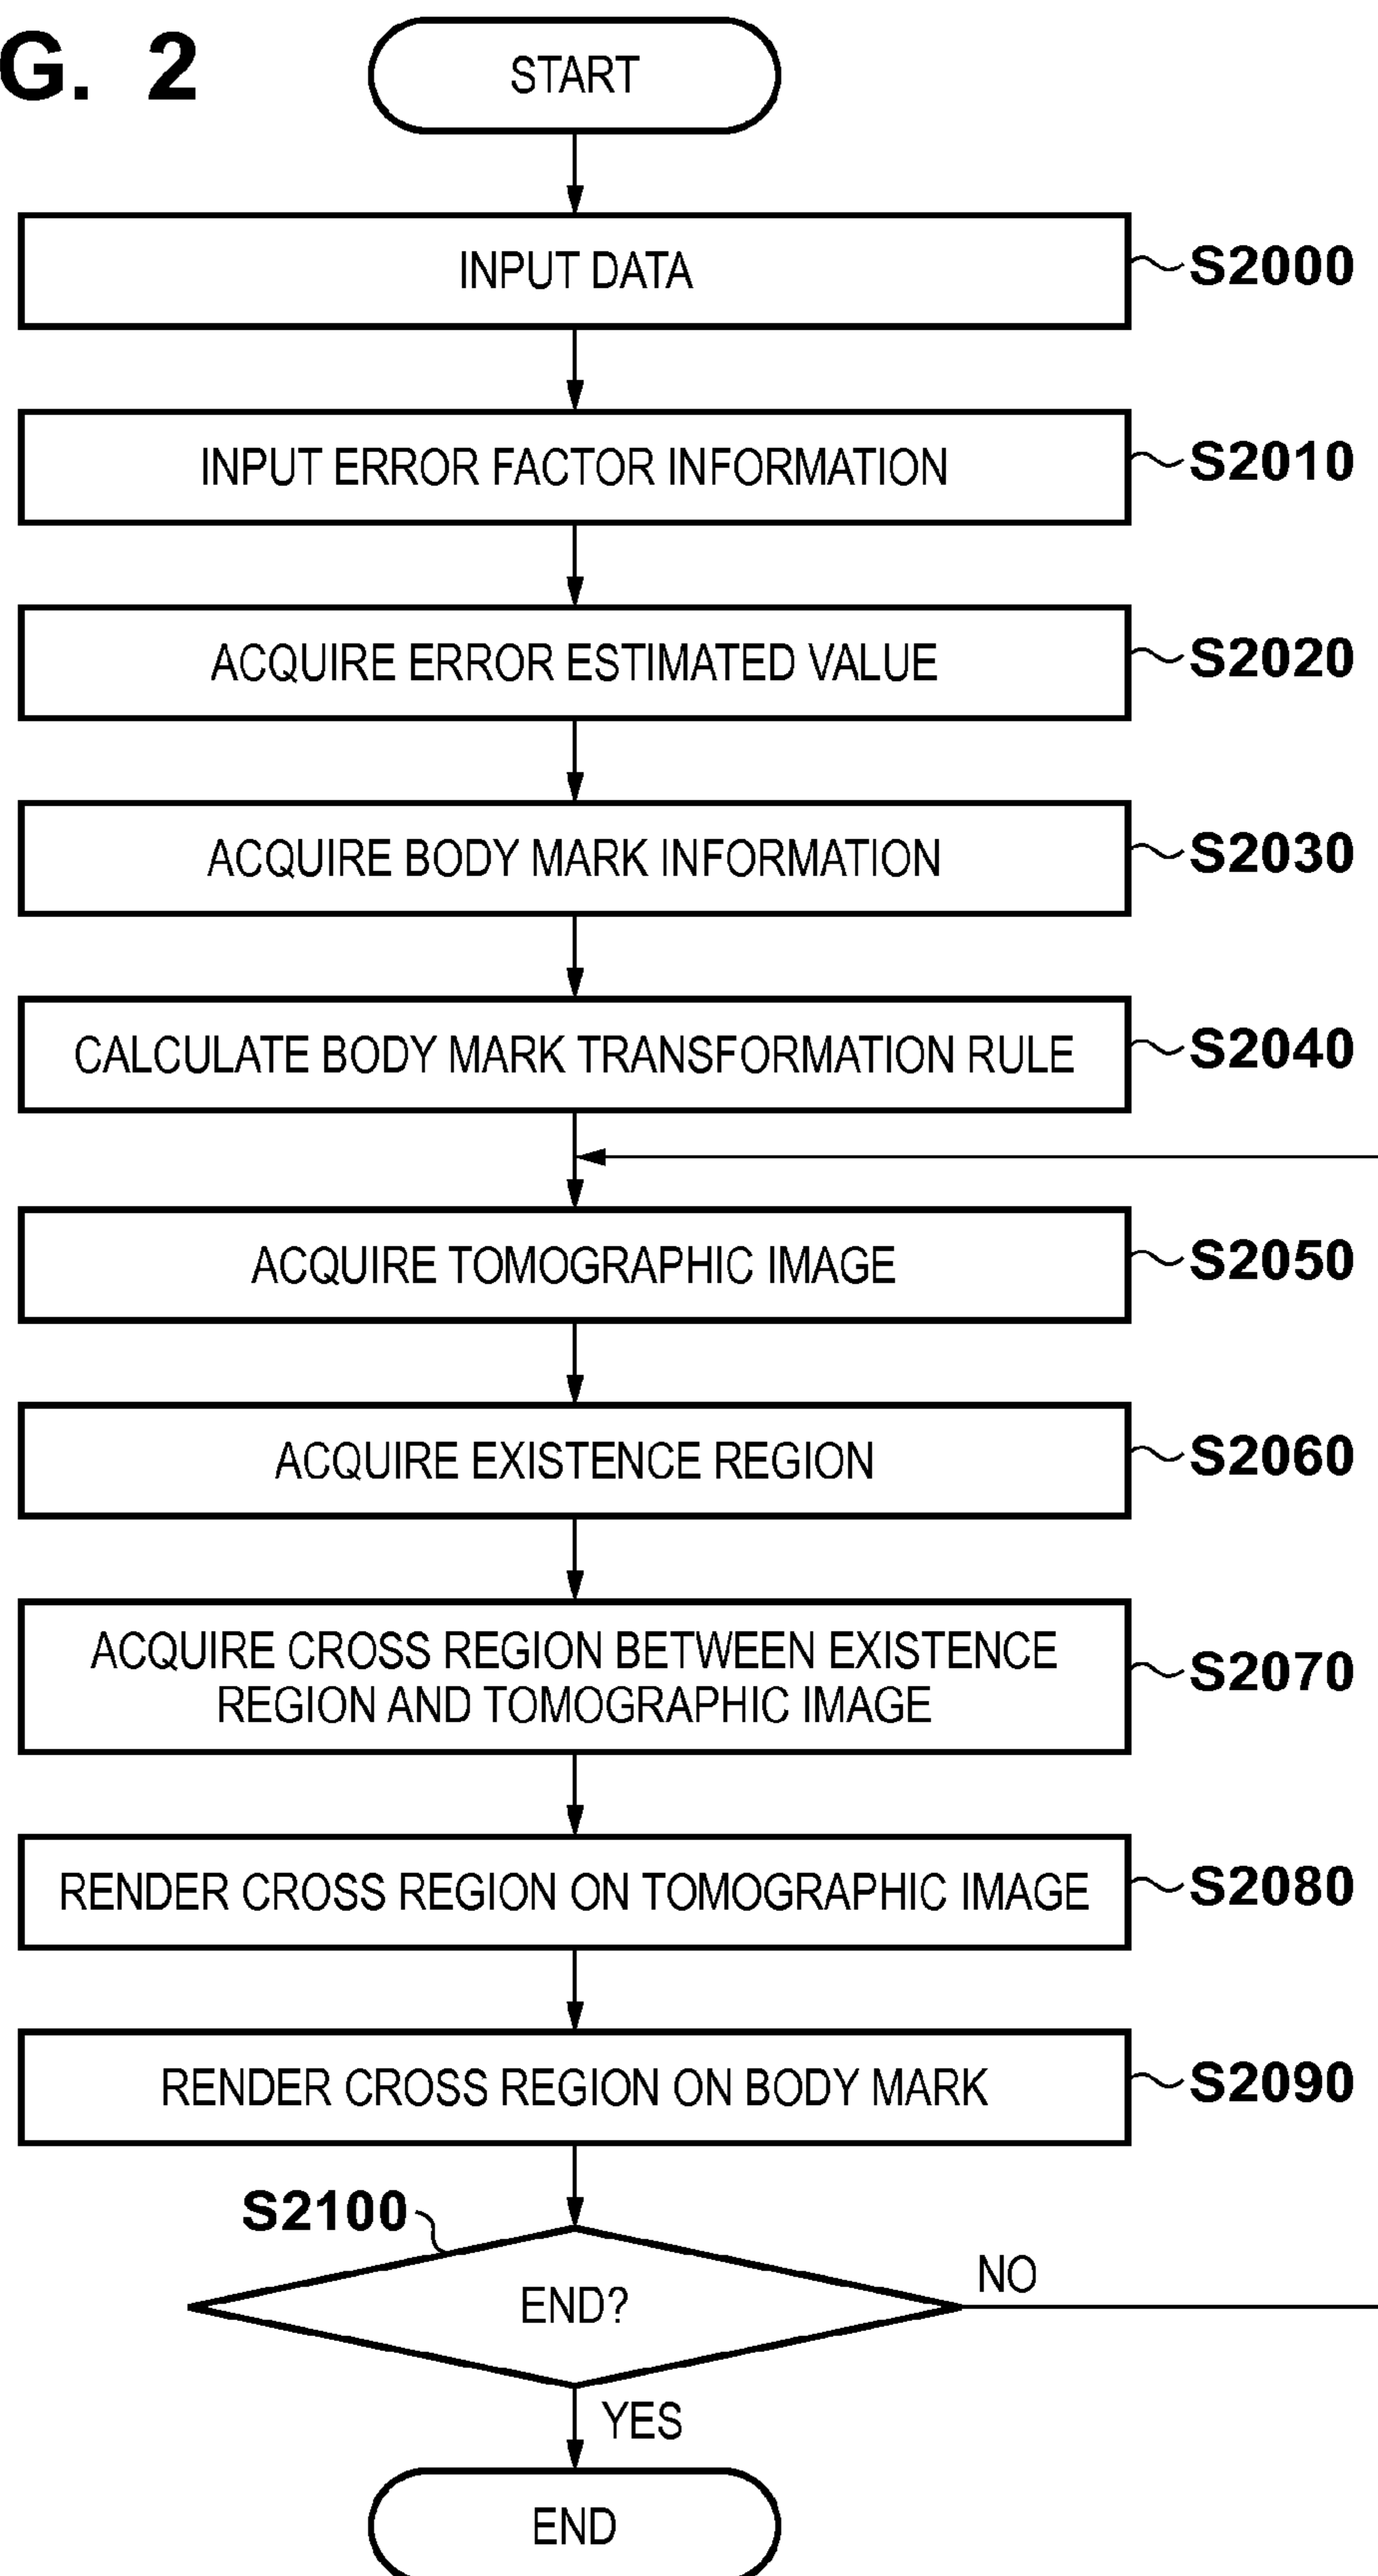 G. 2
START
INPUT DATA
S2000
INPUT ERROR FACTOR INFORMATION
S2010
ACQUIRE ERROR ESTIMATED VALUE
S2020
ACQUIRE BODY MARK INFORMATION
S2030
CALCULATE BODY MARK TRANSFORMATION RULE
S2040
ACQUIRE TOMOGRAPHIC IMAGE
S2050
ACQUIRE EXISTENCE REGION
S2060
ACQUIRE CROSS REGION BETWEEN EXISTENCE
REGION AND TOMOGRAPHIC IMAGE
S2070
RENDER CROSS REGION ON TOMOGRAPHIC IMAGE
S2080
RENDER CROSS REGION ON BODY MARK
S2090
S2100
END?
NO
YES
END